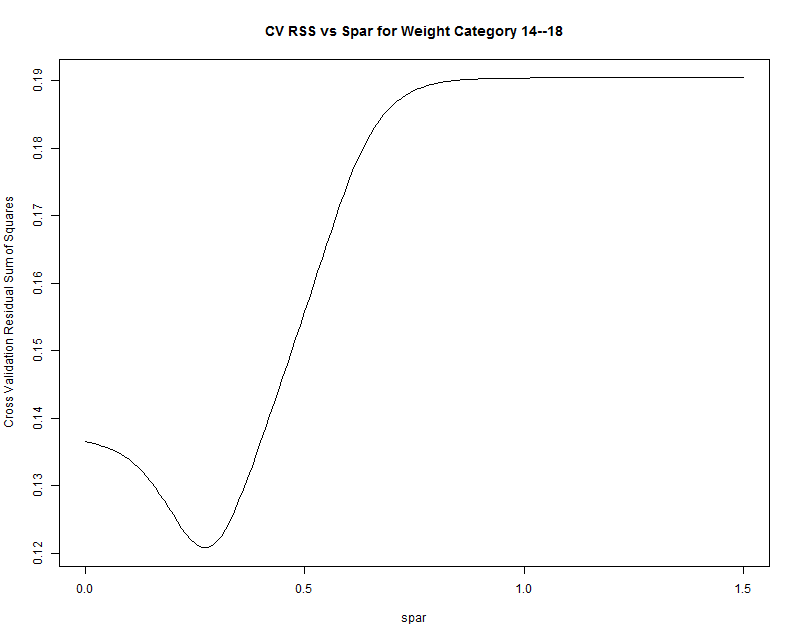 CV RSS vs Spar for Weight Category 14--18
Cross Validation Residual Sum of Squares
0.19
0.18
0.17
0.16
0.15
0.14
0.13
0.12
0.0 0.5 1.0 1.5
spar